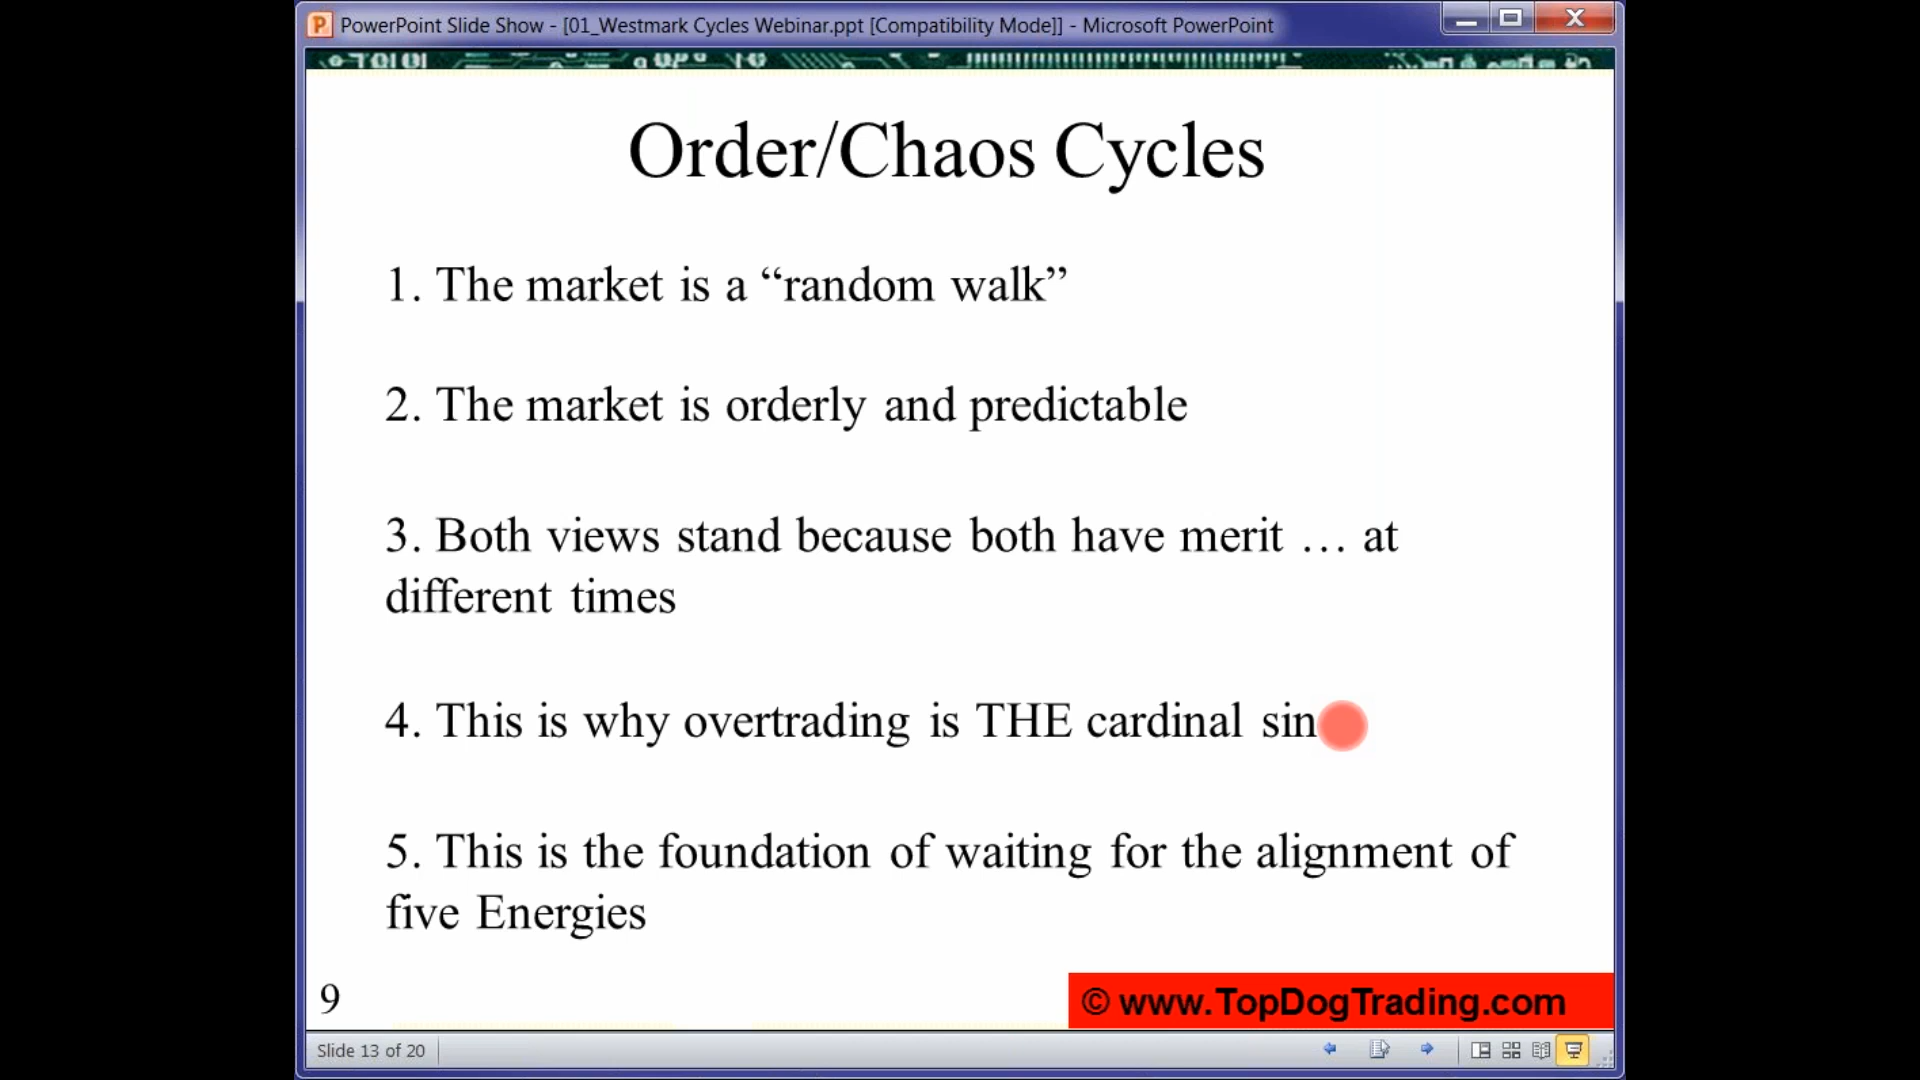 PowerPoint Slide Show - [01_Westmark Cycles Webinar.ppt [Compatibility Mode]] - Microsoft PowerPoint
Order/Chaos Cycles
1. The market is a “random walk”
2. The market is orderly and predictable
3. Both views stand because both have merit … at
different times
4. This is why overtrading is THE cardinal sin
5. This is the foundation of waiting for the alignment of
five Energies
9
© www.TopDogTrading.com
Slide 13 of 20